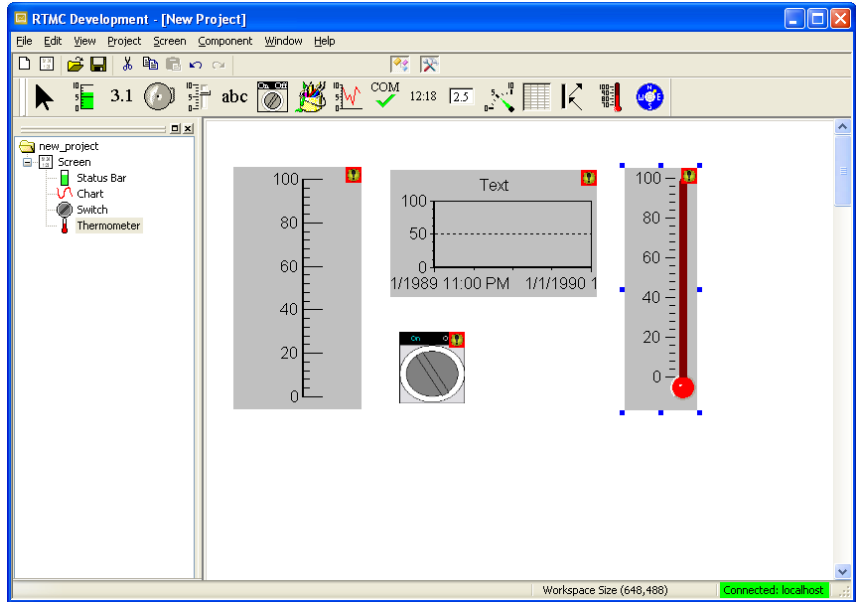 RTMC Development - [New Project]
File Edit View Project Screen Component Window Help
3.1 abc On Off COM 12:18 2.5
new_project
Screen
Status Bar
Chart
Switch
Thermometer
100
80
60
40
20
0
Text
100
50
0
1/1989 11:00 PM 1/1/1990 1
On O
100
80
60
40
20
0
Workspace Size (648,488) Connected: localhost